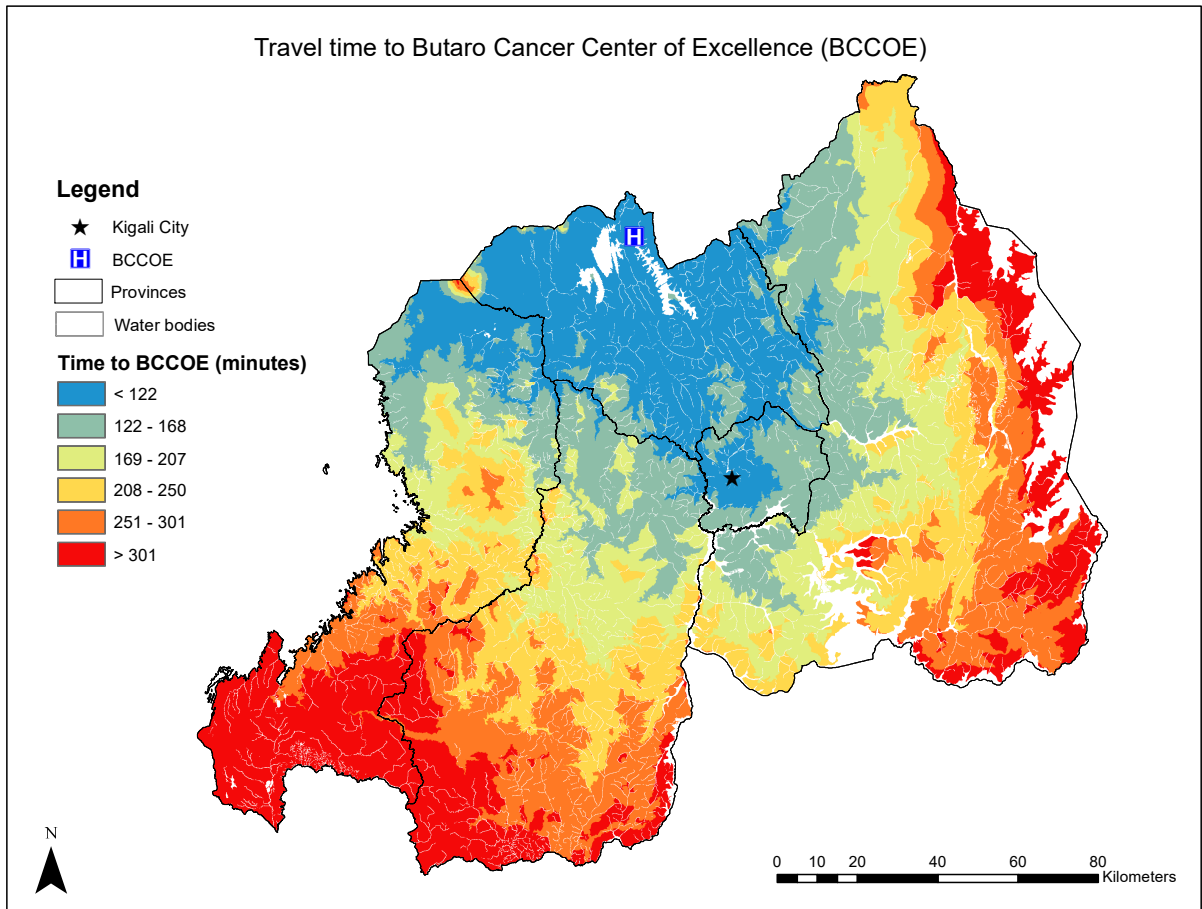 Travel time to Butaro Cancer Center of Excellence (BCCOE)
Legend
Kigali City
H BCCOE
Provinces
Water bodies
Time to BCCOE (minutes)
< 122
122 - 168
169 - 207
208 - 250
251 - 301
> 301
H
N
0 10 20 40 60 80
Kilometers